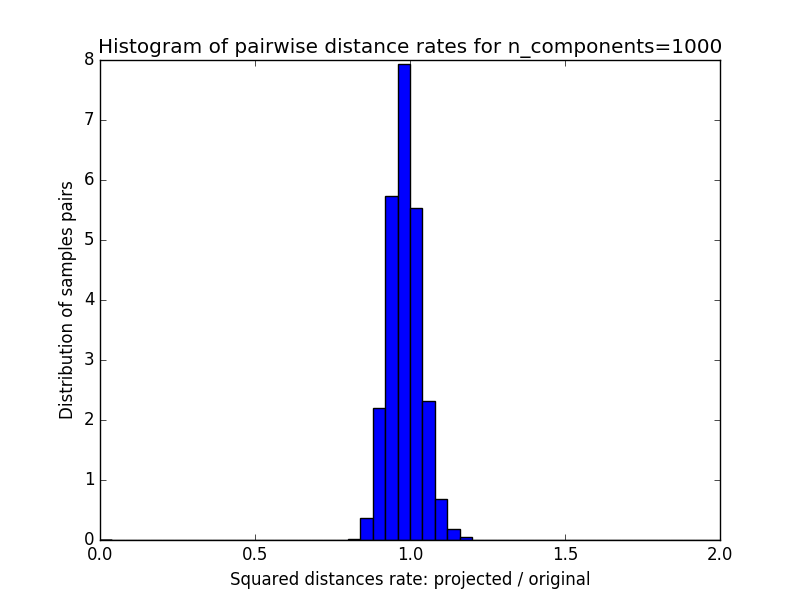 Histogram of pairwise distance rates for n_components=1000
8
7
6
5
4
3
2
1
0
Distribution of samples pairs
0.0 0.5 1.0 1.5 2.0
Squared distances rate: projected / original